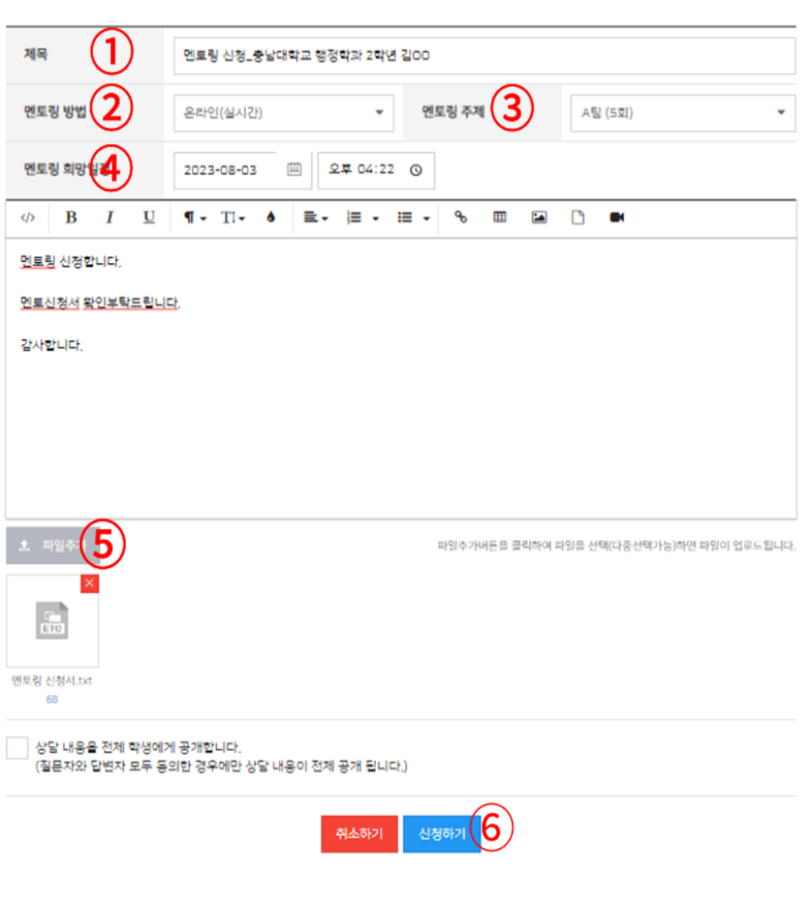 제목 ① 멘토링 신청_충남대학교 행정학과 2학년 김OO
멘토링 방법 ② 온라인(실시간) 멘토링 주제 ③ A팀 (5회)
멘토링 희망일 ④ 2023-08-03 오후 04:22
</> B I U ¶ TI
멘토링 신청합니다.
멘토신청서 확인부탁드립니다.
감사합니다.
파일추가 ⑤ 파일추가버튼을 클릭하여 파일을 선택(다중선택가능)하면 파일이 업로드됩니다.
ETC
멘토링 신청서.txt
6B
상담 내용을 전체 학생에게 공개합니다.
(질문자와 답변자 모두 동의한 경우에만 상담 내용이 전체 공개 됩니다.)
취소하기 신청하기 ⑥